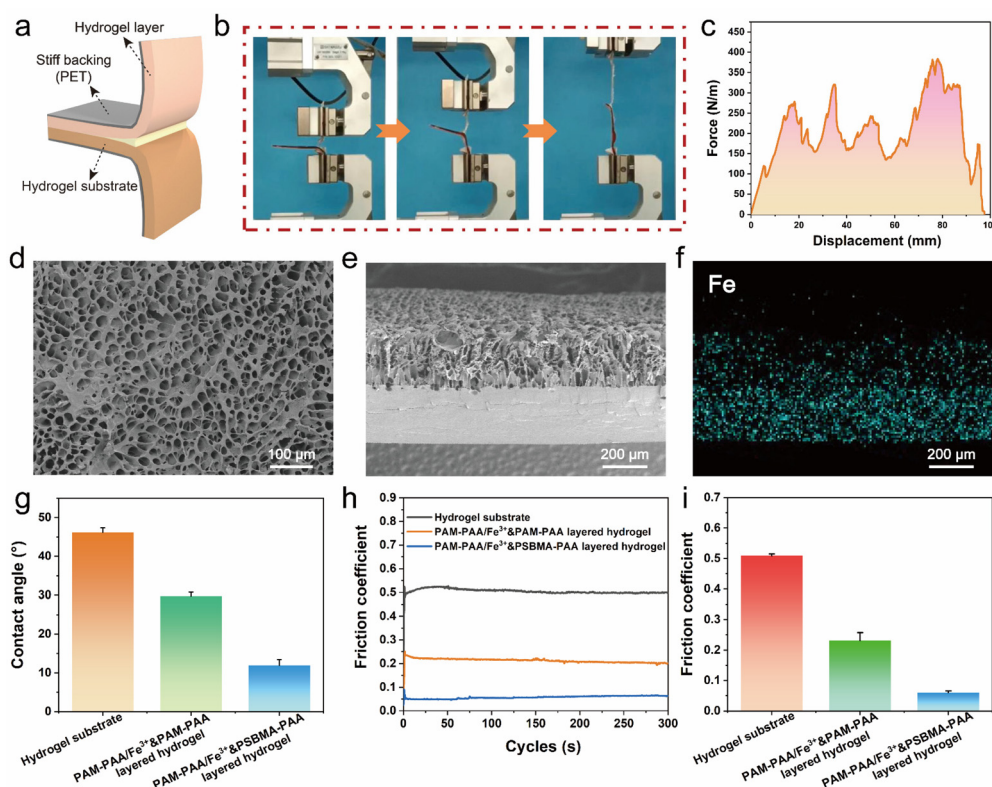 a
Hydrogel layer
Stiff backing
(PET)
Hydrogel substrate
b
c
Force (N/m)
450
400
350
300
250
200
150
100
50
0
0 20 40 60 80 100
Displacement (mm)
d
100 μm
e
200 μm
f
Fe
200 μm
g
Contact angle (°)
50
40
30
20
10
0
Hydrogel substrate
PAM-PAA/Fe³⁺&PAM-PAA
layered hydrogel
PAM-PAA/Fe³⁺&PSBMA-PAA
layered hydrogel
h
Friction coefficient
0.9
0.8
0.7
0.6
0.5
0.4
0.3
0.2
0.1
0.0
Hydrogel substrate
PAM-PAA/Fe³⁺&PAM-PAA layered hydrogel
PAM-PAA/Fe³⁺&PSBMA-PAA layered hydrogel
0 50 100 150 200 250 300
Cycles (s)
i
Friction coefficient
0.7
0.6
0.5
0.4
0.3
0.2
0.1
0.0
Hydrogel substrate
PAM-PAA/Fe³⁺&PAM-PAA
layered hydrogel
PAM-PAA/Fe³⁺&PSBMA-PAA
layered hydrogel